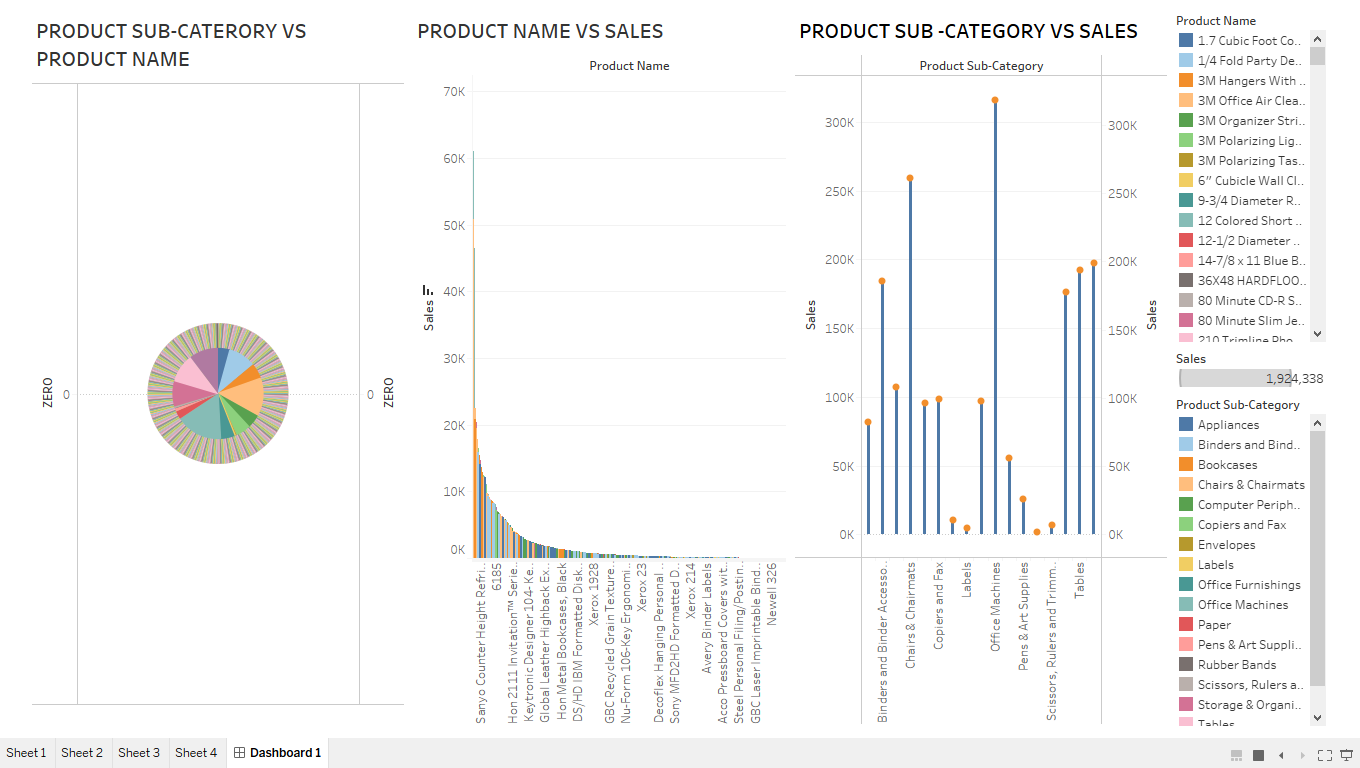 PRODUCT SUB-CATERORY VS
PRODUCT NAME
ZERO
0
0
ZERO
PRODUCT NAME VS SALES
Product Name
70K
60K
50K
40K
30K
20K
10K
0K
Sales
Sanyo Counter Height Refri..
6185
Hon 2111 Invitation™ Serie..
Keytronic Designer 104- Ke..
Global Leather Highback Ex..
Hon Metal Bookcases, Black
DS/HD IBM Formatted Disk..
Xerox 1928
GBC Recycled Grain Texture..
Nu-Form 106-Key Ergonomi..
Xerox 23
Decoflex Hanging Personal ..
Sony MFD2HD Formatted D..
Xerox 214
Avery Binder Labels
Acco Pressboard Covers wit..
Steel Personal Filing/Postin..
GBC Laser Imprintable Bind..
Newell 326
PRODUCT SUB -CATEGORY VS SALES
Product Sub-Category
300K
250K
200K
150K
100K
50K
0K
Sales
300K
250K
200K
150K
100K
50K
0K
Sales
Binders and Binder Accesso..
Chairs & Chairmats
Copiers and Fax
Labels
Office Machines
Pens & Art Supplies
Scissors, Rulers and Trimm..
Tables
Product Name
1.7 Cubic Foot Co..
1/4 Fold Party De..
3M Hangers With ..
3M Office Air Clea..
3M Organizer Stri..
3M Polarizing Lig..
3M Polarizing Tas..
6" Cubicle Wall Cl..
9-3/4 Diameter R..
12 Colored Short ..
12-1/2 Diameter ..
14-7/8 x 11 Blue B..
36X48 HARDFLOO..
80 Minute CD-R S..
80 Minute Slim Je..
210 Trimline Pho..
Sales
1,924,338
Product Sub-Category
Appliances
Binders and Bind..
Bookcases
Chairs & Chairmats
Computer Periph..
Copiers and Fax
Envelopes
Labels
Office Furnishings
Office Machines
Paper
Pens & Art Suppli..
Rubber Bands
Scissors, Rulers a..
Storage & Organi..
Tables
Sheet 1
Sheet 2
Sheet 3
Sheet 4
Dashboard 1